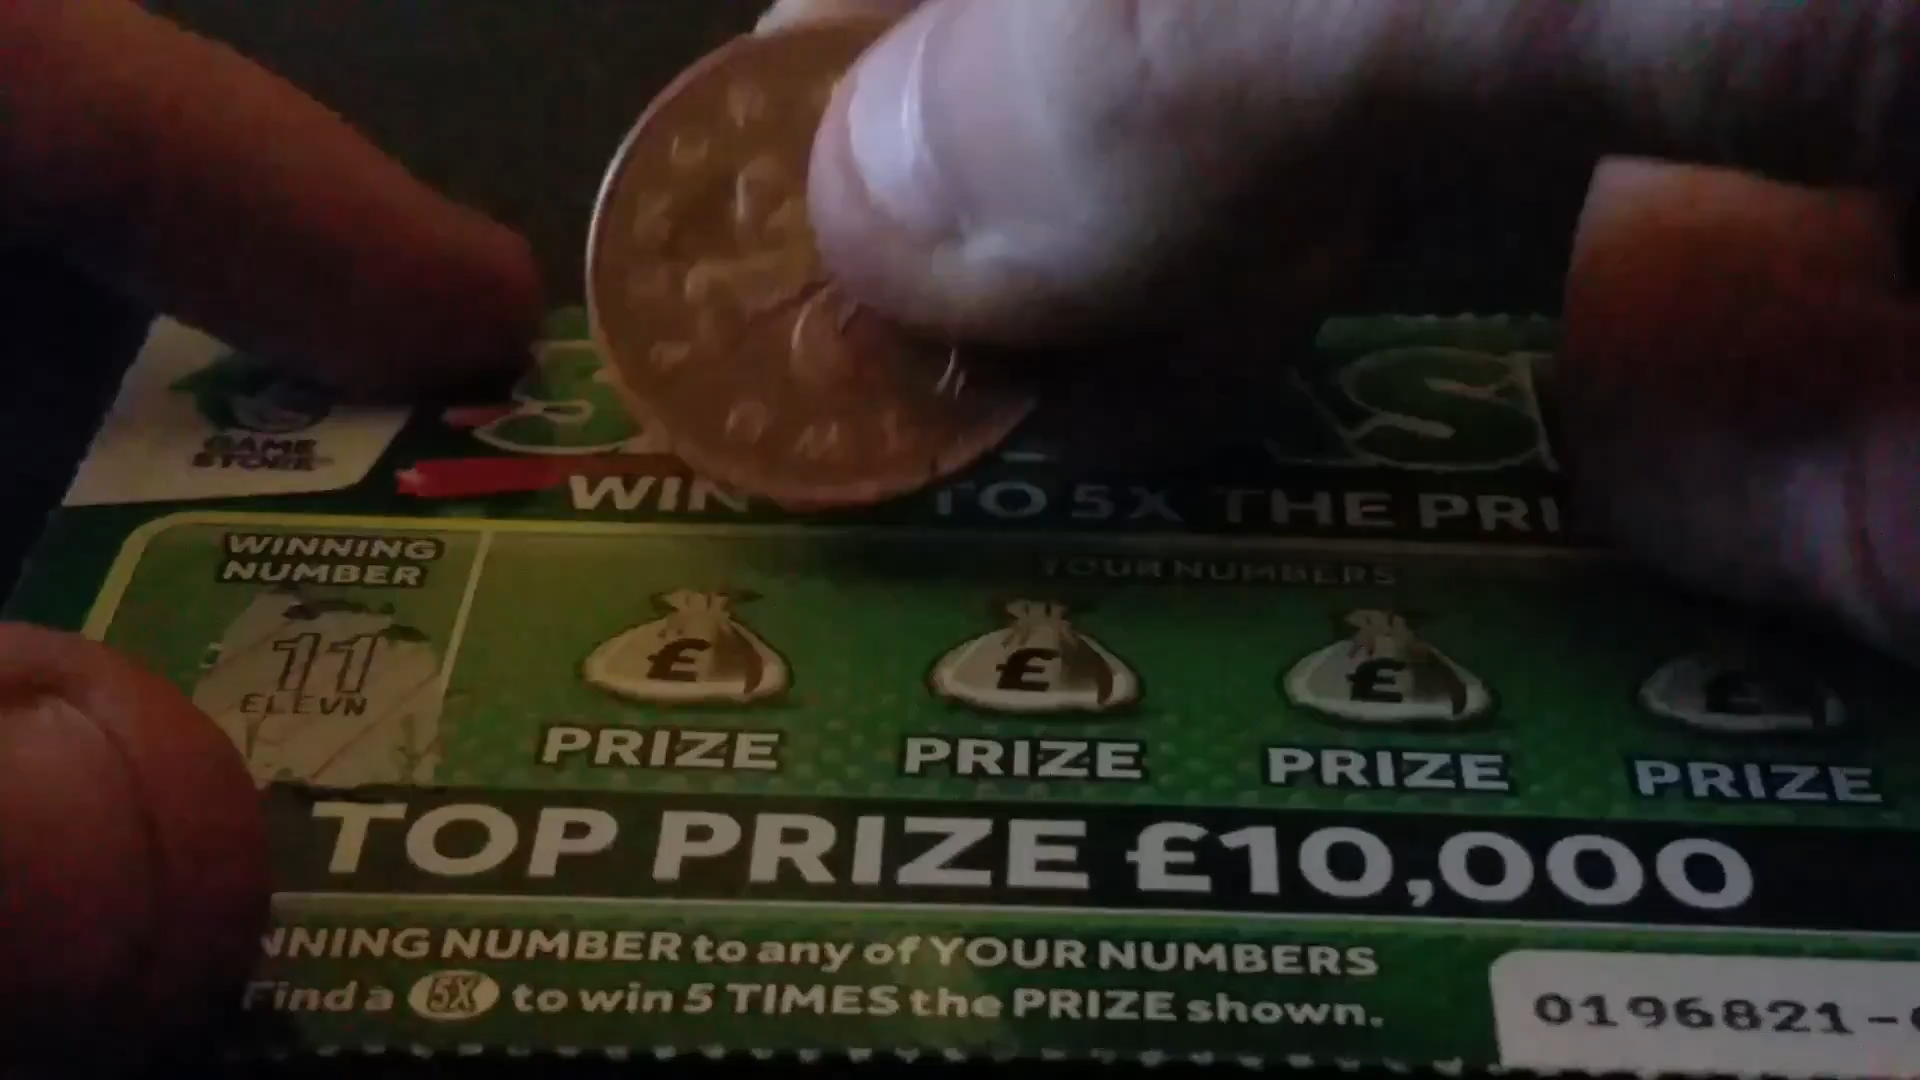 GAME
STORE
WIN TO 5X THE PRI
WINNING
NUMBER
YOUR NUMBERS
11
ELEVN
£ £ £ £
PRIZE PRIZE PRIZE PRIZE
TOP PRIZE £10,000
NNING NUMBER to any of YOUR NUMBERS
Find a 5X to win 5 TIMES the PRIZE shown.
0196821-